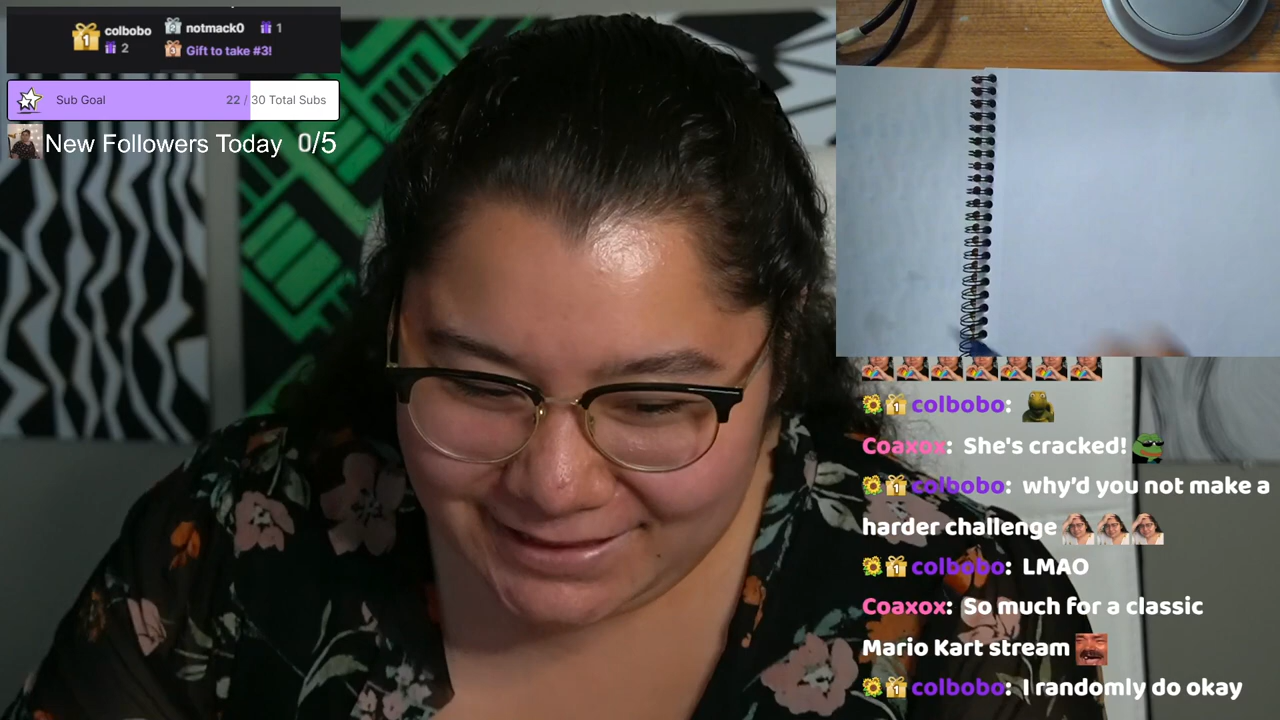 colbobo
2
notmack0 1
Gift to take #3!
Sub Goal 22 / 30 Total Subs
New Followers Today 0/5
colbobo:
Coaxox: She's cracked!
colbobo: why'd you not make a
harder challenge
colbobo: LMAO
Coaxox: So much for a classic
Mario Kart stream
colbobo: I randomly do okay